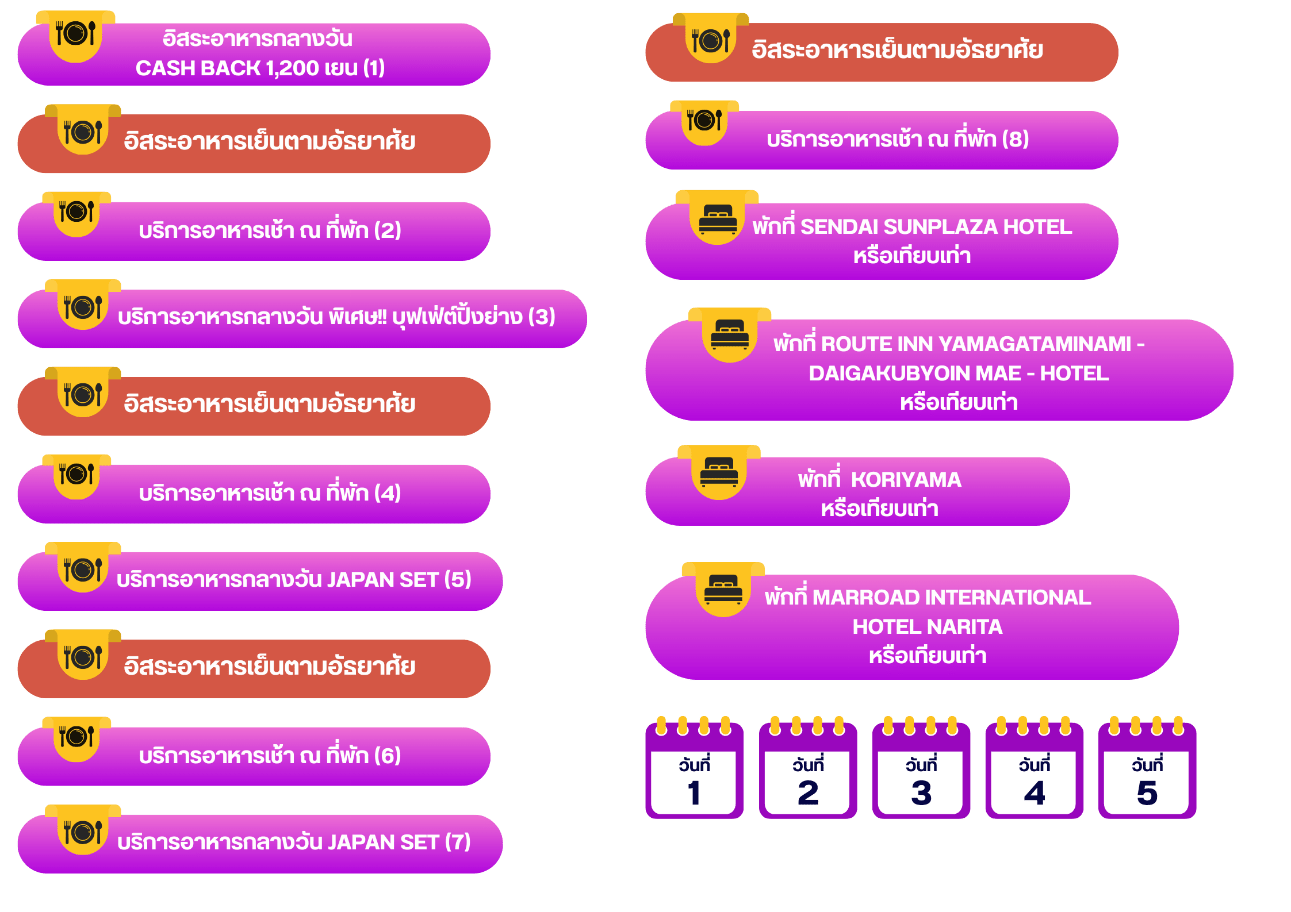 อิสระอาหารกลางวัน
CASH BACK 1,200 เยน (1)
อิสระอาหารเย็นตามอัธยาศัย
บริการอาหารเช้า ณ ที่พัก (2)
บริการอาหารกลางวัน พิเศษ!! บุฟเฟ่ต์ปิ้งย่าง (3)
อิสระอาหารเย็นตามอัธยาศัย
บริการอาหารเช้า ณ ที่พัก (4)
บริการอาหารกลางวัน JAPAN SET (5)
อิสระอาหารเย็นตามอัธยาศัย
บริการอาหารเช้า ณ ที่พัก (6)
บริการอาหารกลางวัน JAPAN SET (7)
อิสระอาหารเย็นตามอัธยาศัย
บริการอาหารเช้า ณ ที่พัก (8)
พักที่ SENDAI SUNPLAZA HOTEL
หรือเทียบเท่า
พักที่ ROUTE INN YAMAGATAMINAMI -
DAIGAKUBYOIN MAE - HOTEL
หรือเทียบเท่า
พักที่ KORIYAMA
หรือเทียบเท่า
พักที่ MARROAD INTERNATIONAL
HOTEL NARITA
หรือเทียบเท่า
วันที่
1
วันที่
2
วันที่
3
วันที่
4
วันที่
5